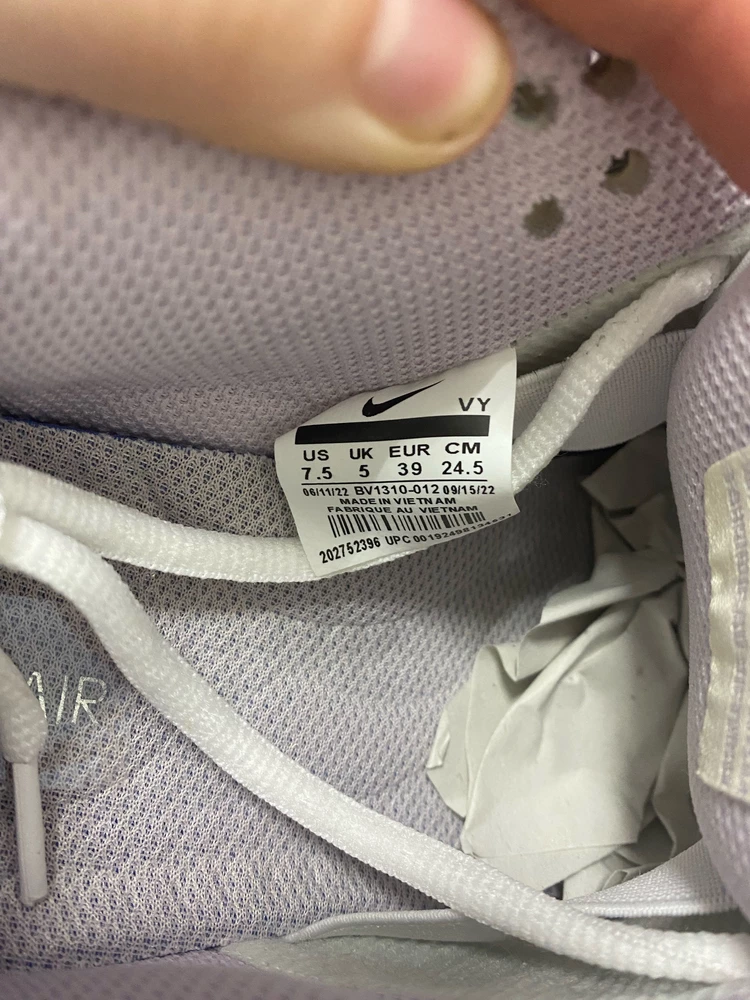 VY
US UK EUR CM
7.5 5 39 24.5
06/11/22 BV1310-012 09/15/22
MADE IN VIETNAM
FABRIQUE AU VIETNAM
202752396 UPC
AIR